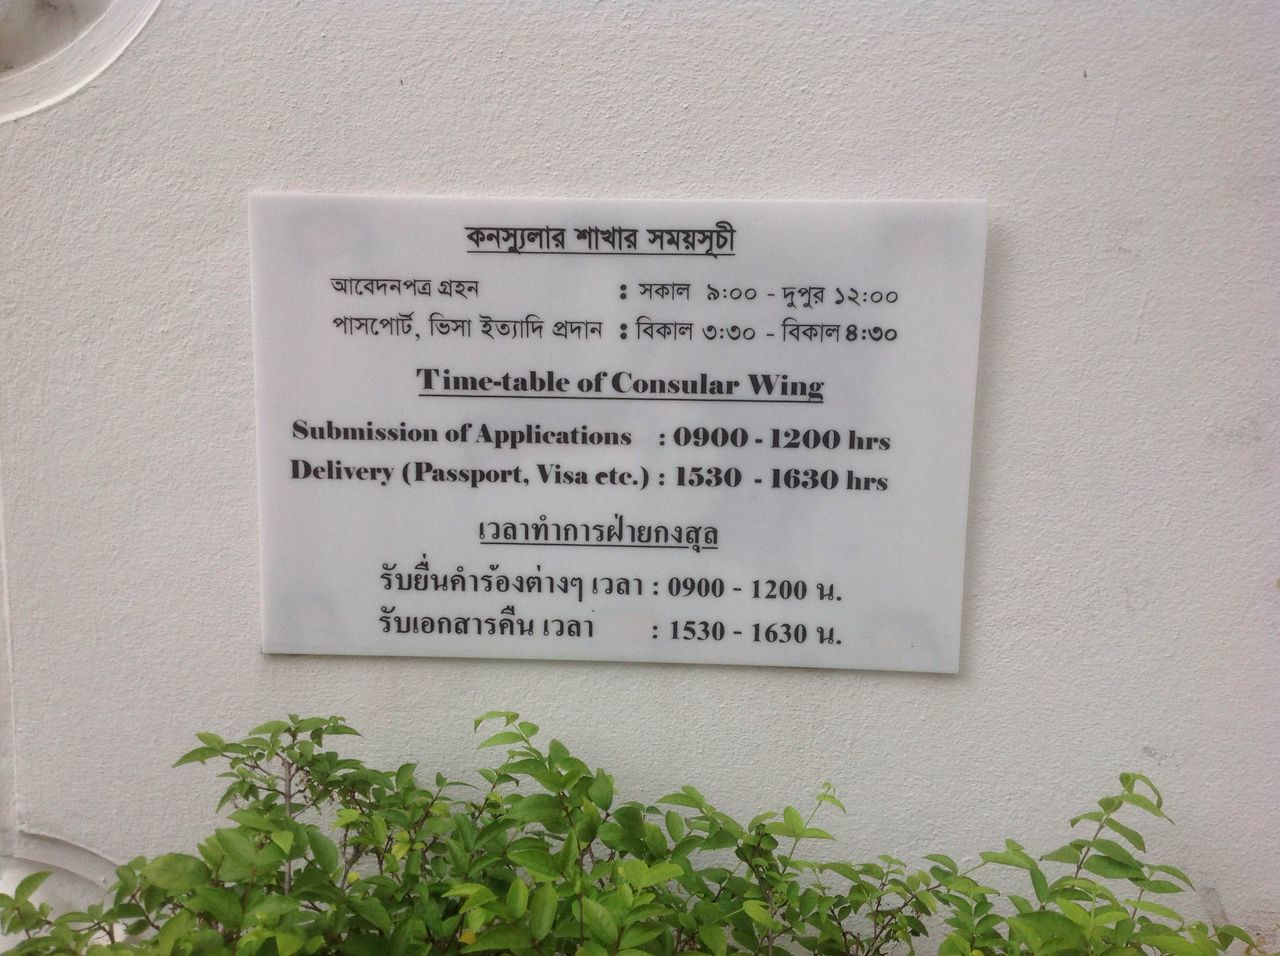 কনস্যুলার শাখার সময়সূচী
আবেদনপত্র গ্রহন : সকাল ৯:০০ - দুপুর ১২:০০
পাসপোর্ট, ভিসা ইত্যাদি প্রদান : বিকাল ৩:৩০ - বিকাল ৪:৩০
Time-table of Consular Wing
Submission of Applications : 0900 - 1200 hrs
Delivery (Passport, Visa etc.) : 1530 - 1630 hrs
เวลาทำการฝ่ายกงสุล
รับยื่นคำร้องต่างๆ เวลา : 0900 - 1200 น.
รับเอกสารคืน เวลา : 1530 - 1630 น.